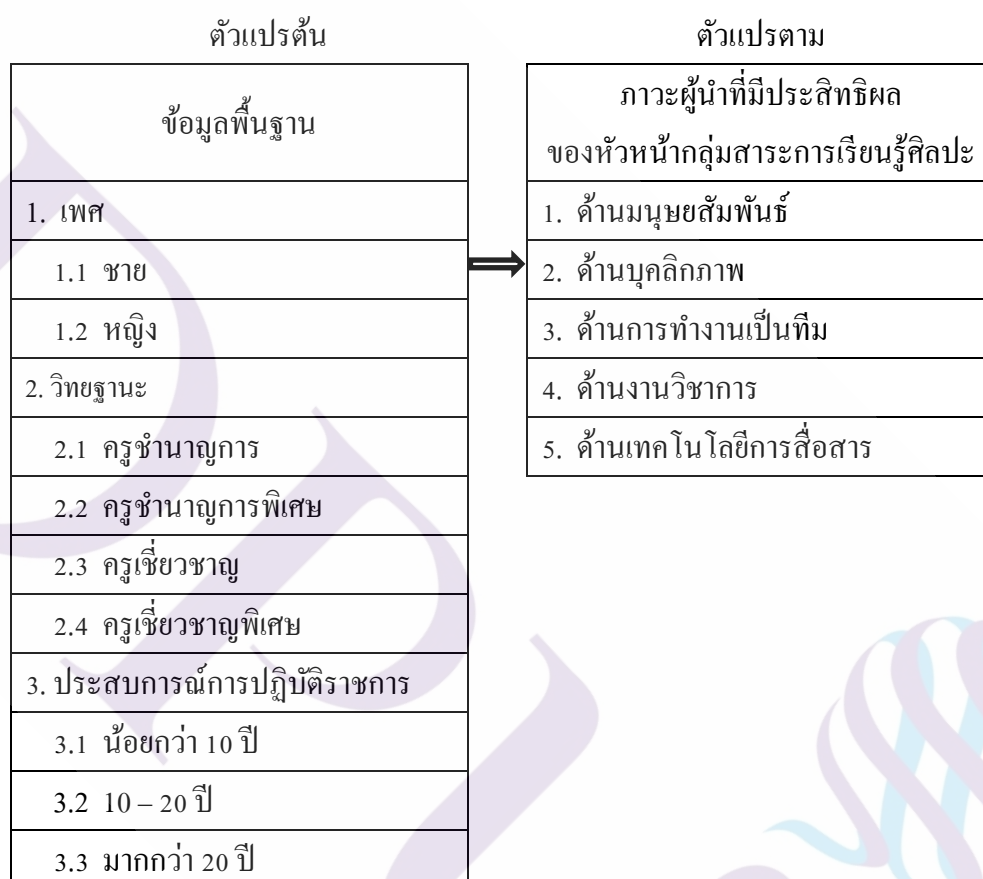 ตัวแปรต้น
ข้อมูลพื้นฐาน
1. เพศ
1.1 ชาย
1.2 หญิง
2. วิทยฐานะ
2.1 ครูชำนาญการ
2.2 ครูชำนาญการพิเศษ
2.3 ครูเชี่ยวชาญ
2.4 ครูเชี่ยวชาญพิเศษ
3. ประสบการณ์การปฏิบัติราชการ
3.1 น้อยกว่า 10 ปี
3.2 10 – 20 ปี
3.3 มากกว่า 20 ปี
ตัวแปรตาม
ภาวะผู้นำที่มีประสิทธิผล
ของหัวหน้ากลุ่มสาระการเรียนรู้ศิลปะ
1. ด้านมนุษยสัมพันธ์
2. ด้านบุคลิกภาพ
3. ด้านการทำงานเป็นทีม
4. ด้านงานวิชาการ
5. ด้านเทคโนโลยีการสื่อสาร